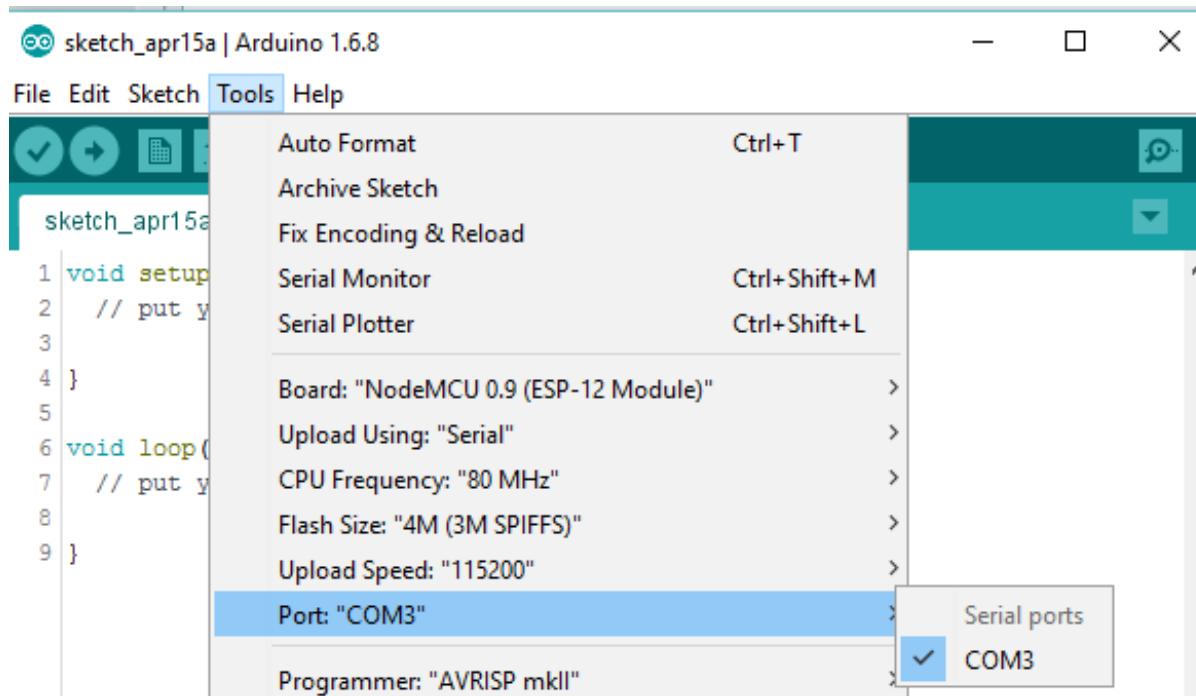 sketch_apr15a | Arduino 1.6.8
File Edit Sketch Tools Help
Auto Format Ctrl+T
Archive Sketch
Fix Encoding & Reload
Serial Monitor Ctrl+Shift+M
Serial Plotter Ctrl+Shift+L
Board: "NodeMCU 0.9 (ESP-12 Module)"
Upload Using: "Serial"
CPU Frequency: "80 MHz"
Flash Size: "4M (3M SPIFFS)"
Upload Speed: "115200"
Port: "COM3"
Programmer: "AVRISP mkII"
Serial ports
COM3
sketch_apr15a
1 void setup
2 // put y
3
4 }
5
6 void loop(
7 // put y
8
9 }